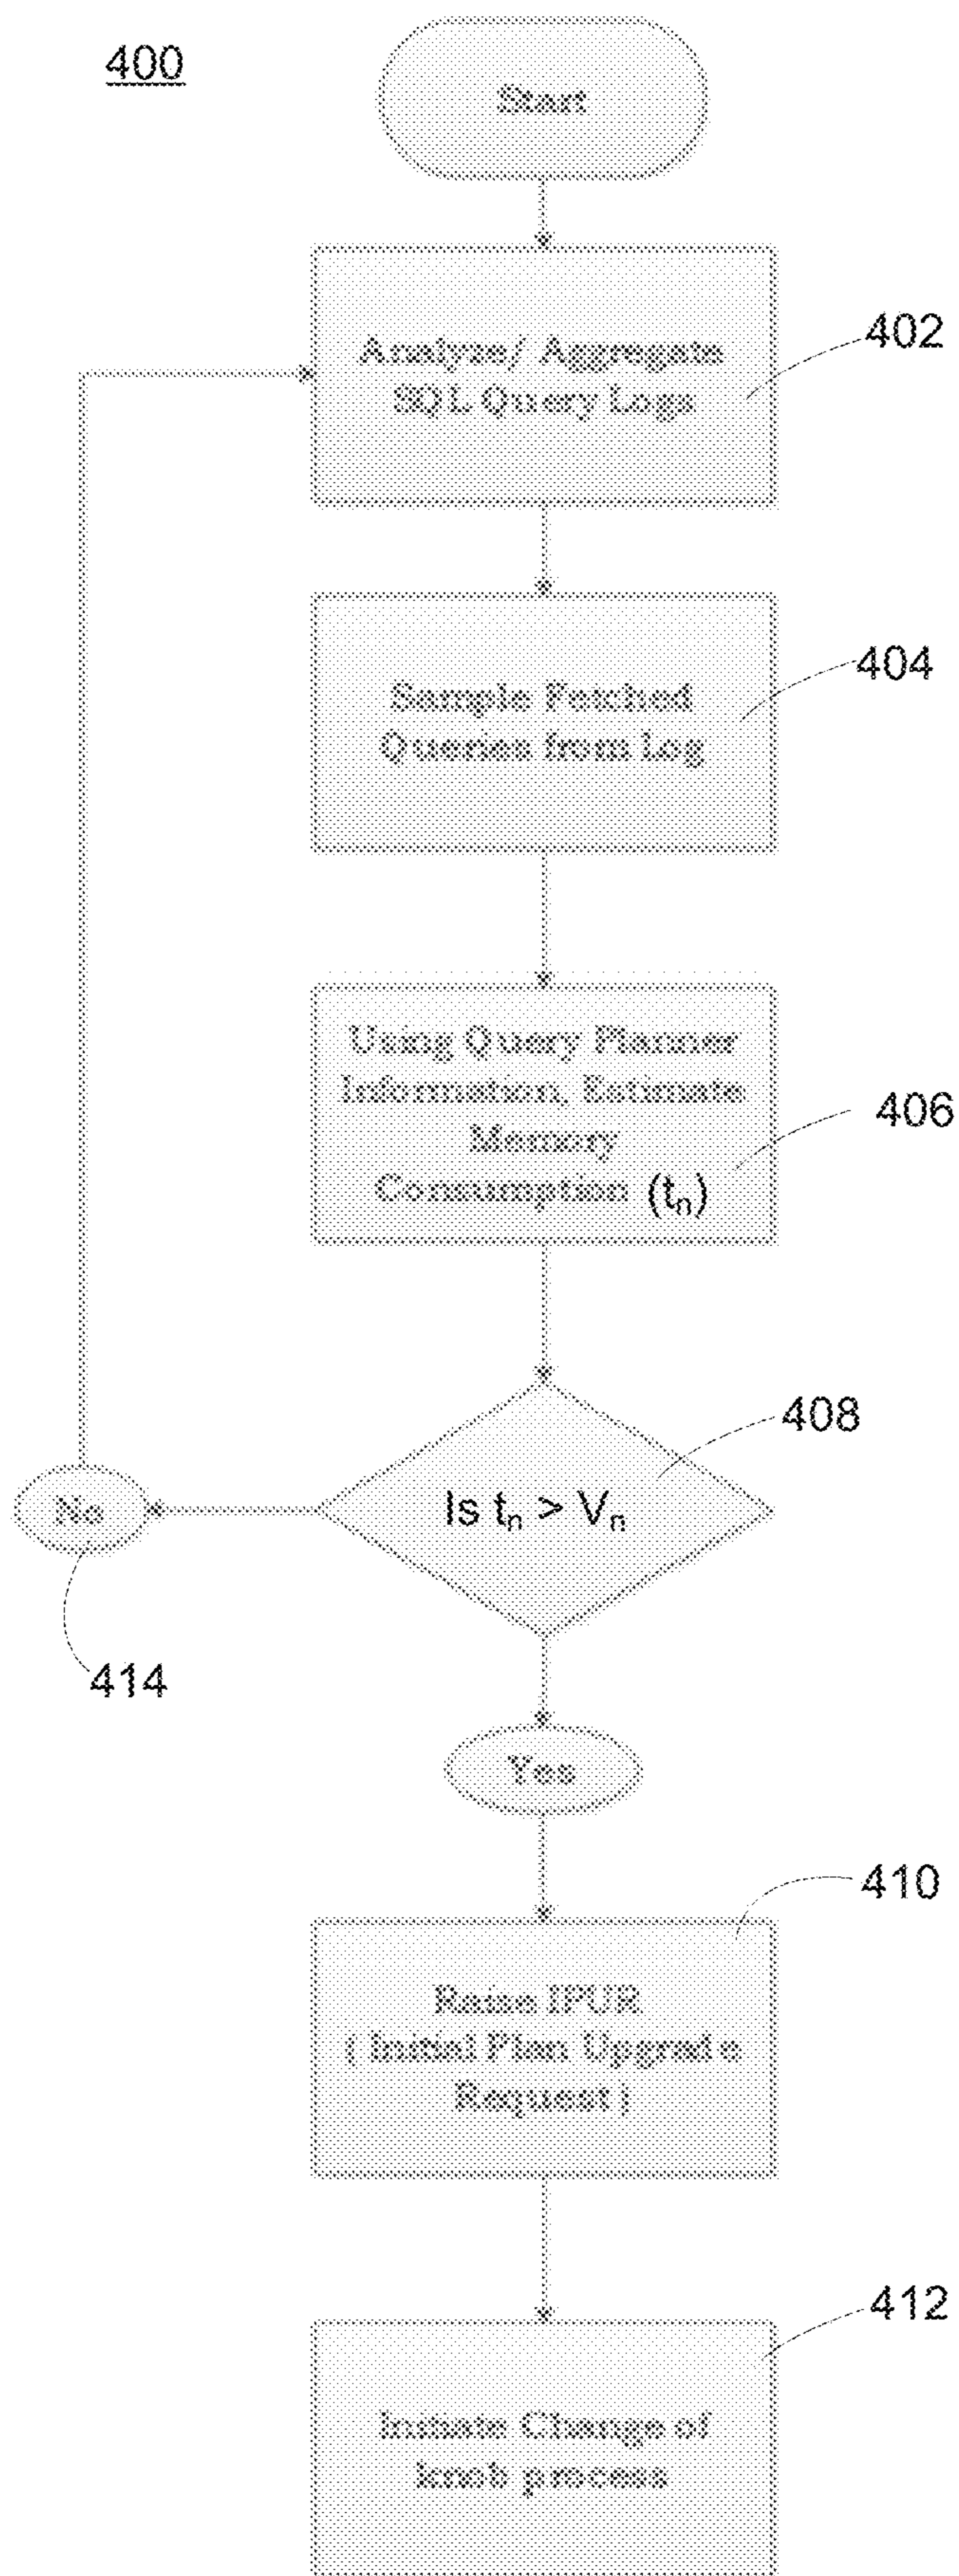 400
Start
Analyze/ Aggregate
SQL Query Logs
402
Sample Fetched
Queries from Log
404
Using Query Planner
Information, Estimate
Memory
Consumption (tn)
406
Is tn > Vn
408
No
414
Yes
Raise IPUR
( Initial Plan Upgrade
Request )
410
Initiate Change of
knob process
412